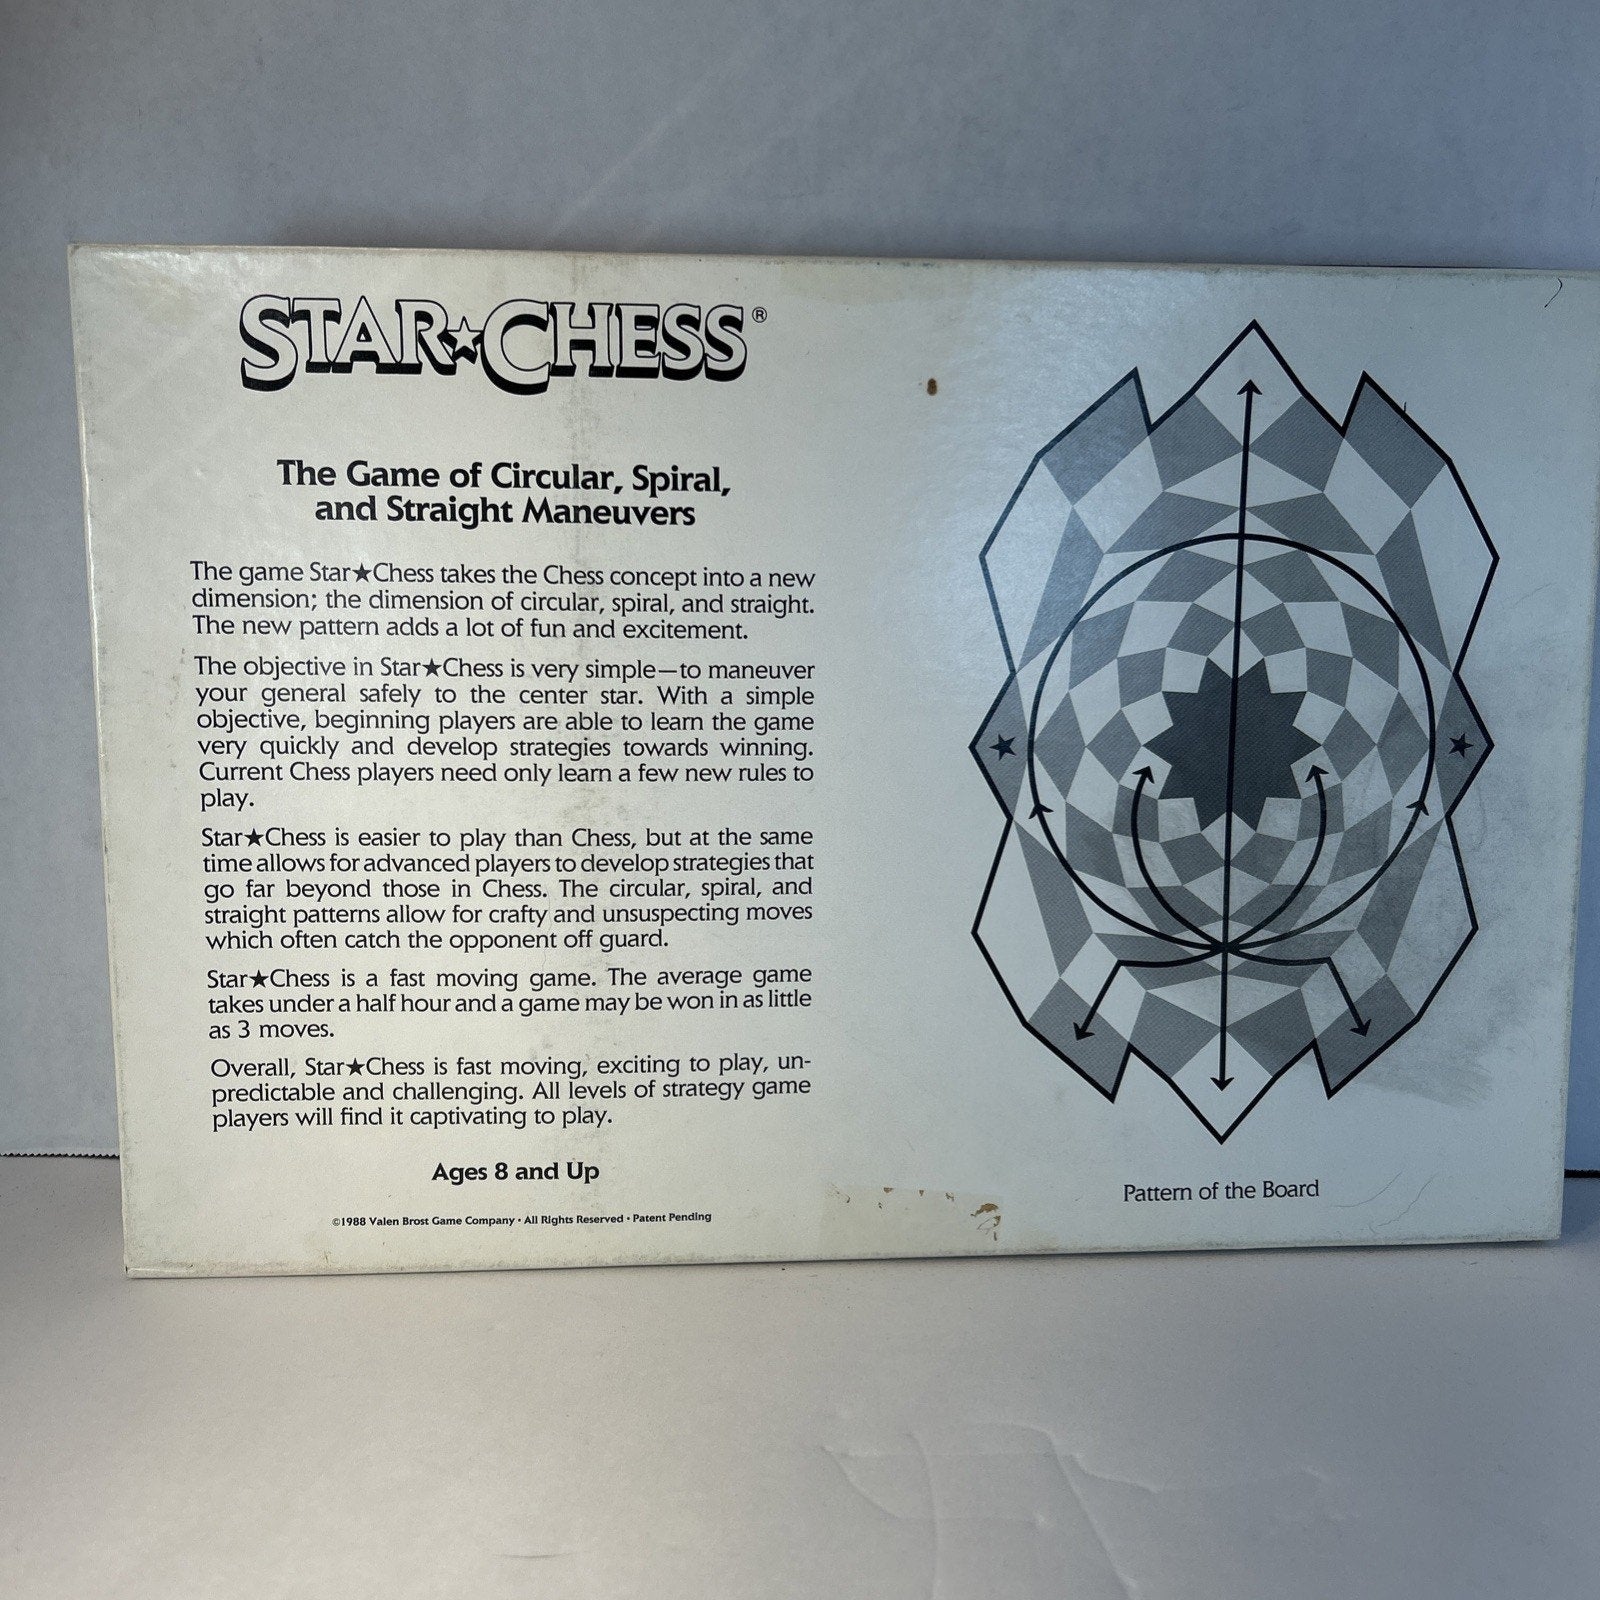 STAR★CHESS®
The Game of Circular, Spiral,
and Straight Maneuvers
The game Star★Chess takes the Chess concept into a new
dimension; the dimension of circular, spiral, and straight.
The new pattern adds a lot of fun and excitement.
The objective in Star★Chess is very simple—to maneuver
your general safely to the center star. With a simple
objective, beginning players are able to learn the game
very quickly and develop strategies towards winning.
Current Chess players need only learn a few new rules to
play.
Star★Chess is easier to play than Chess, but at the same
time allows for advanced players to develop strategies that
go far beyond those in Chess. The circular, spiral, and
straight patterns allow for crafty and unsuspecting moves
which often catch the opponent off guard.
Star★Chess is a fast moving game. The average game
takes under a half hour and a game may be won in as little
as 3 moves.
Overall, Star★Chess is fast moving, exciting to play, un-
predictable and challenging. All levels of strategy game
players will find it captivating to play.
Ages 8 and Up
©1988 Valen Brost Game Company • All Rights Reserved • Patent Pending
Pattern of the Board